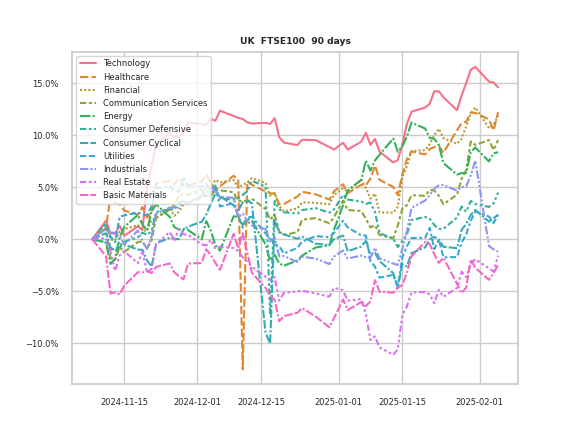 UK  FTSE100  90 days
Technology
Healthcare
Financial
Communication Services
Energy
Consumer Defensive
Consumer Cyclical
Utilities
Industrials
Real Estate
Basic Materials
15.0%
10.0%
5.0%
0.0%
−5.0%
−10.0%
2024-11-15
2024-12-01
2024-12-15
2025-01-01
2025-01-15
2025-02-01